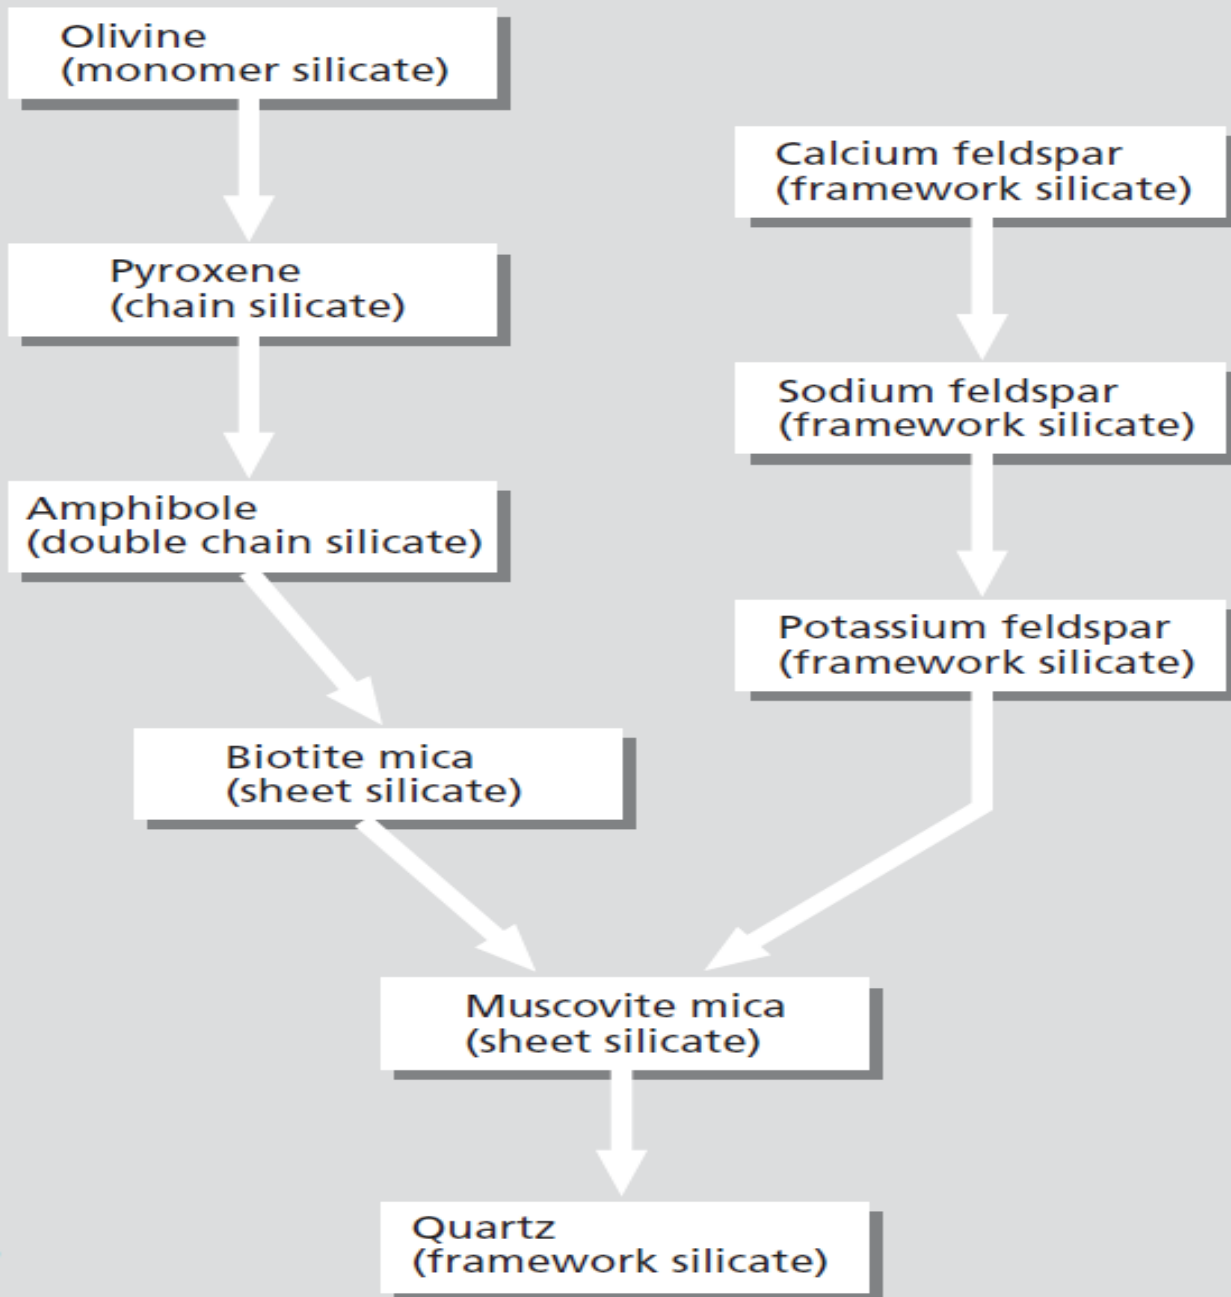 Olivine
(monomer silicate)
Calcium feldspar
(framework silicate)
Pyroxene
(chain silicate)
Sodium feldspar
(framework silicate)
Amphibole
(double chain silicate)
Potassium feldspar
(framework silicate)
Biotite mica
(sheet silicate)
Muscovite mica
(sheet silicate)
Quartz
(framework silicate)